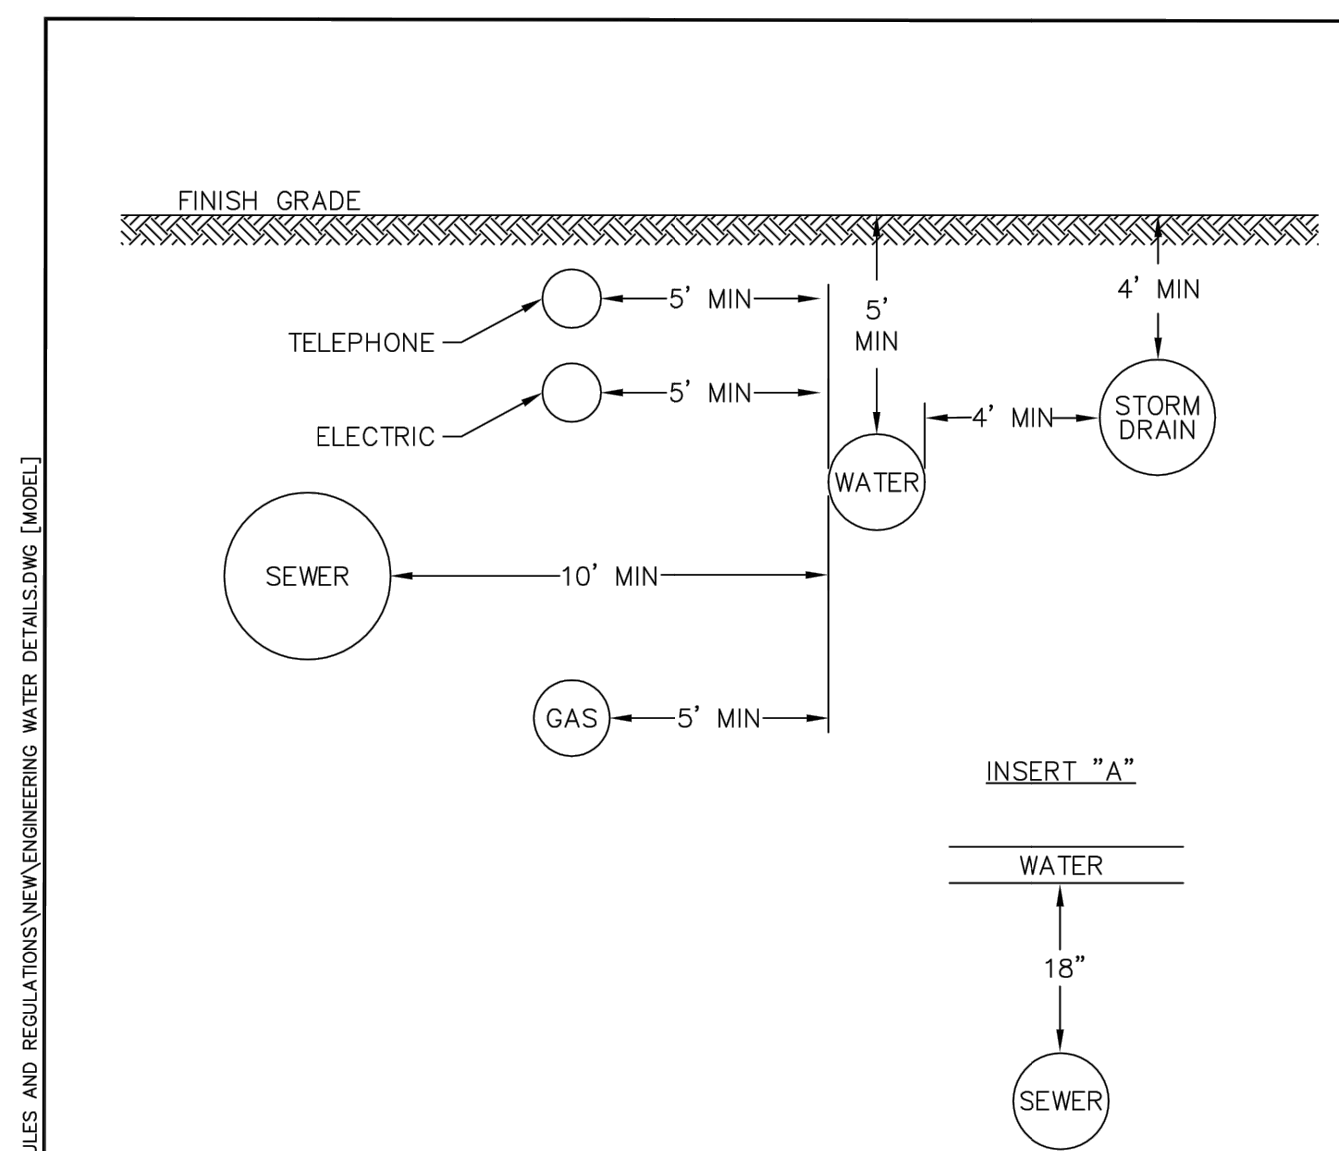 FINISH GRADE
5' MIN
4' MIN
5'
MIN
TELEPHONE
5' MIN
ELECTRIC
4' MIN
STORM
DRAIN
WATER
SEWER
10' MIN
GAS
5' MIN
INSERT "A"
WATER
18"
SEWER
AND REGULATIONS\NEW\ENGINEERING WATER DETAILS.DWG [MODEL]